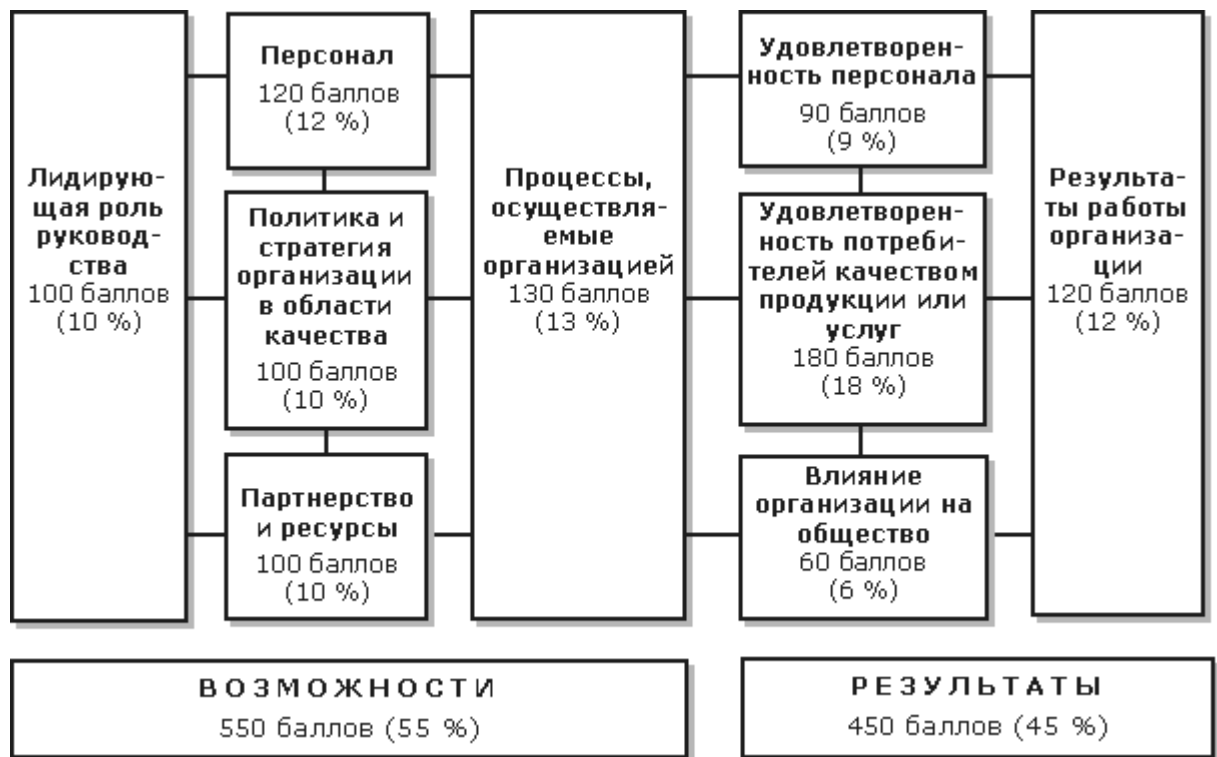 Лидирую-
щая роль
руковод-
ства
100 баллов
(10 %)
Персонал
120 баллов
(12 %)
Политика и
стратегия
организации
в области
качества
100 баллов
(10 %)
Партнерство
и ресурсы
100 баллов
(10 %)
Процессы,
осуществля-
емые
организацией
130 баллов
(13 %)
Удовлетворен-
ность персонала
90 баллов
(9 %)
Удовлетворен-
ность потреби-
телей качеством
продукции или
услуг
180 баллов
(18 %)
Влияние
организации на
общество
60 баллов
(6 %)
Результа-
ты работы
организа-
ции
120 баллов
(12 %)
ВОЗМОЖНОСТИ
550 баллов (55 %)
РЕЗУЛЬТАТЫ
450 баллов (45 %)